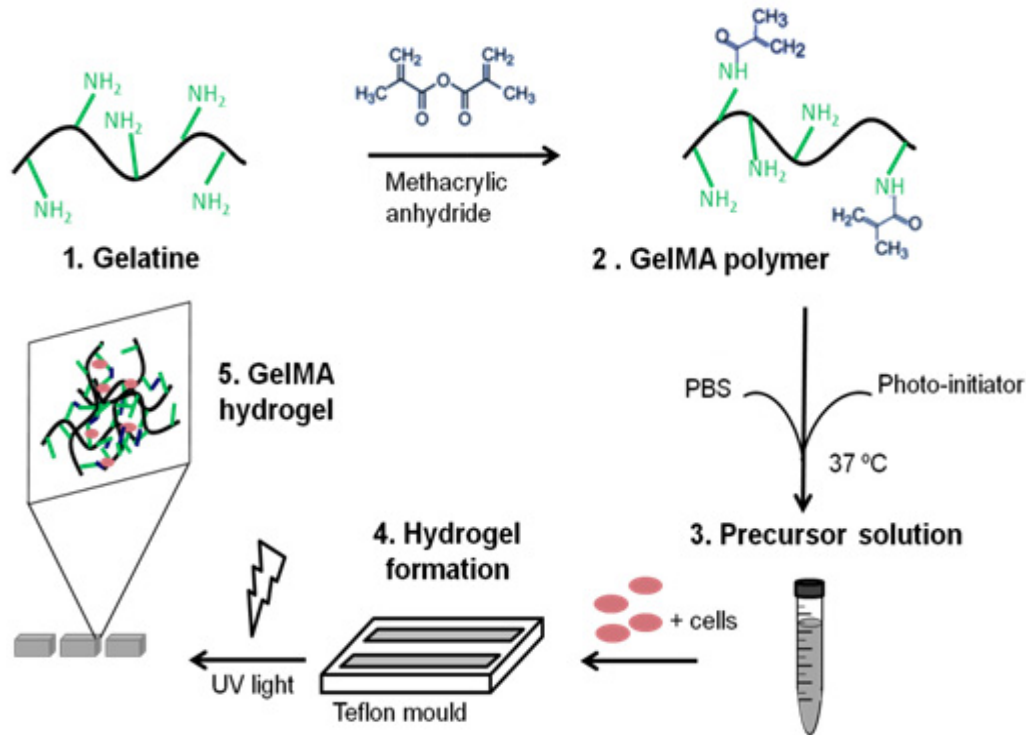 NH₂
NH₂
NH₂
NH₂
NH₂
NH₂
1. Gelatine
CH₂
H₃C
O
CH₃
O
O
CH₂
Methacrylic
anhydride
CH₃
O
CH₂
NH
NH₂
NH₂
NH₂
NH
H₂C
O
CH₃
2 . GelMA polymer
PBS
Photo-initiator
37 ºC
3. Precursor solution
+ cells
4. Hydrogel
formation
Teflon mould
UV light
5. GelMA
hydrogel